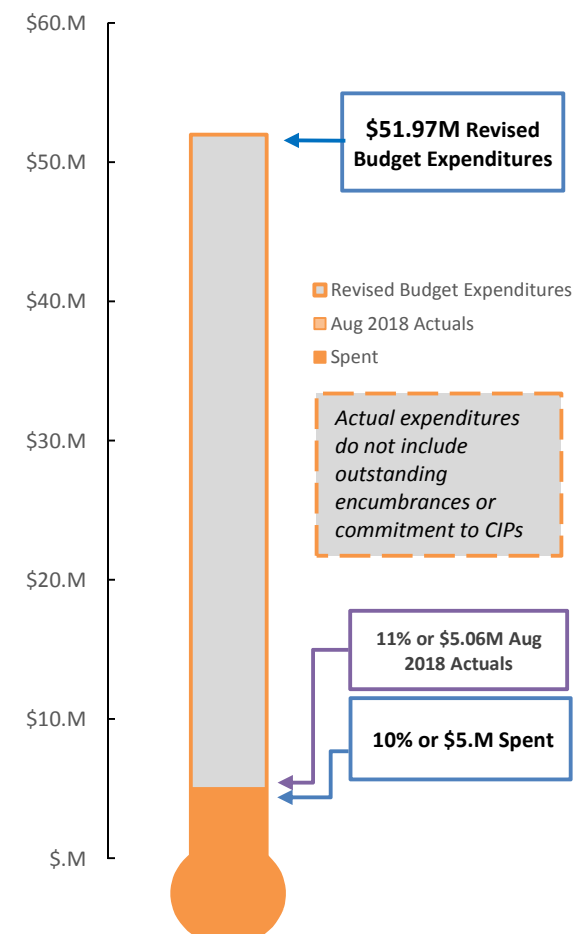 $60.M
$50.M
$40.M
$30.M
$20.M
$10.M
$.M
$51.97M Revised
Budget Expenditures
Revised Budget Expenditures
Aug 2018 Actuals
Spent
Actual expenditures
do not include
outstanding
encumbrances or
commitment to CIPs
11% or $5.06M Aug
2018 Actuals
10% or $5.M Spent